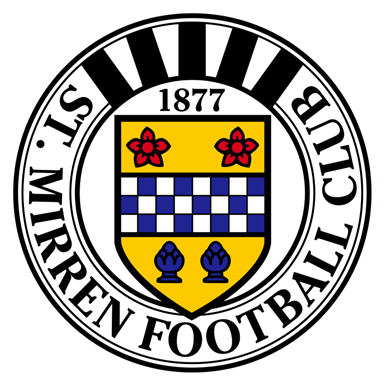 1877
ST. MIRREN FOOTBALL CLUB